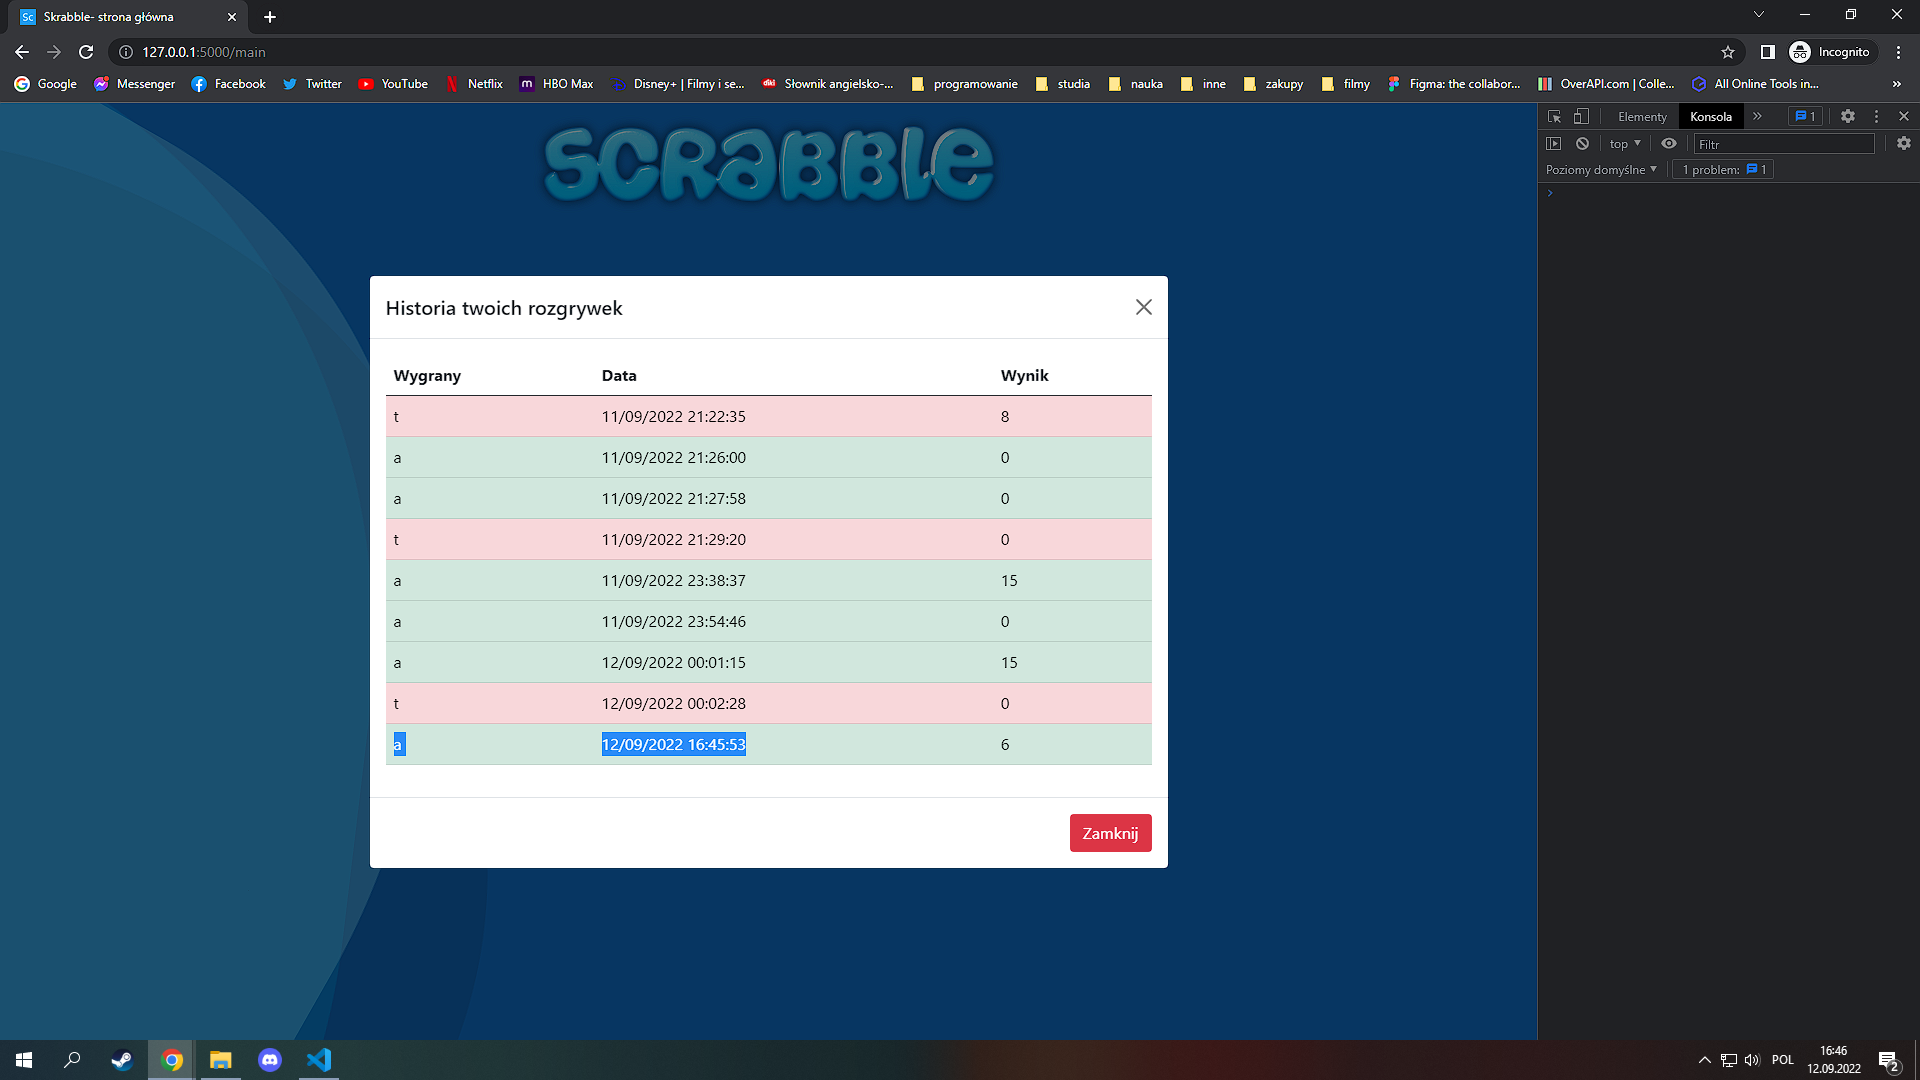 Skrabble- strona główna
127.0.0.1:5000/main
Incognito
Google Messenger Facebook Twitter YouTube Netflix HBO Max Disney+ | Filmy i se... Słownik angielsko-... programowanie studia nauka inne zakupy filmy Figma: the collabor... OverAPI.com | Colle... All Online Tools in... »
SCRABBLE
Elementy Konsola » 1
top Filtr
Poziomy domyślne 1 problem: 1
Historia twoich rozgrywek
Wygrany Data Wynik
t 11/09/2022 21:22:35 8
a 11/09/2022 21:26:00 0
a 11/09/2022 21:27:58 0
t 11/09/2022 21:29:20 0
a 11/09/2022 23:38:37 15
a 11/09/2022 23:54:46 0
a 12/09/2022 00:01:15 15
t 12/09/2022 00:02:28 0
a 12/09/2022 16:45:53 6
Zamknij
POL
16:46
12.09.2022
2